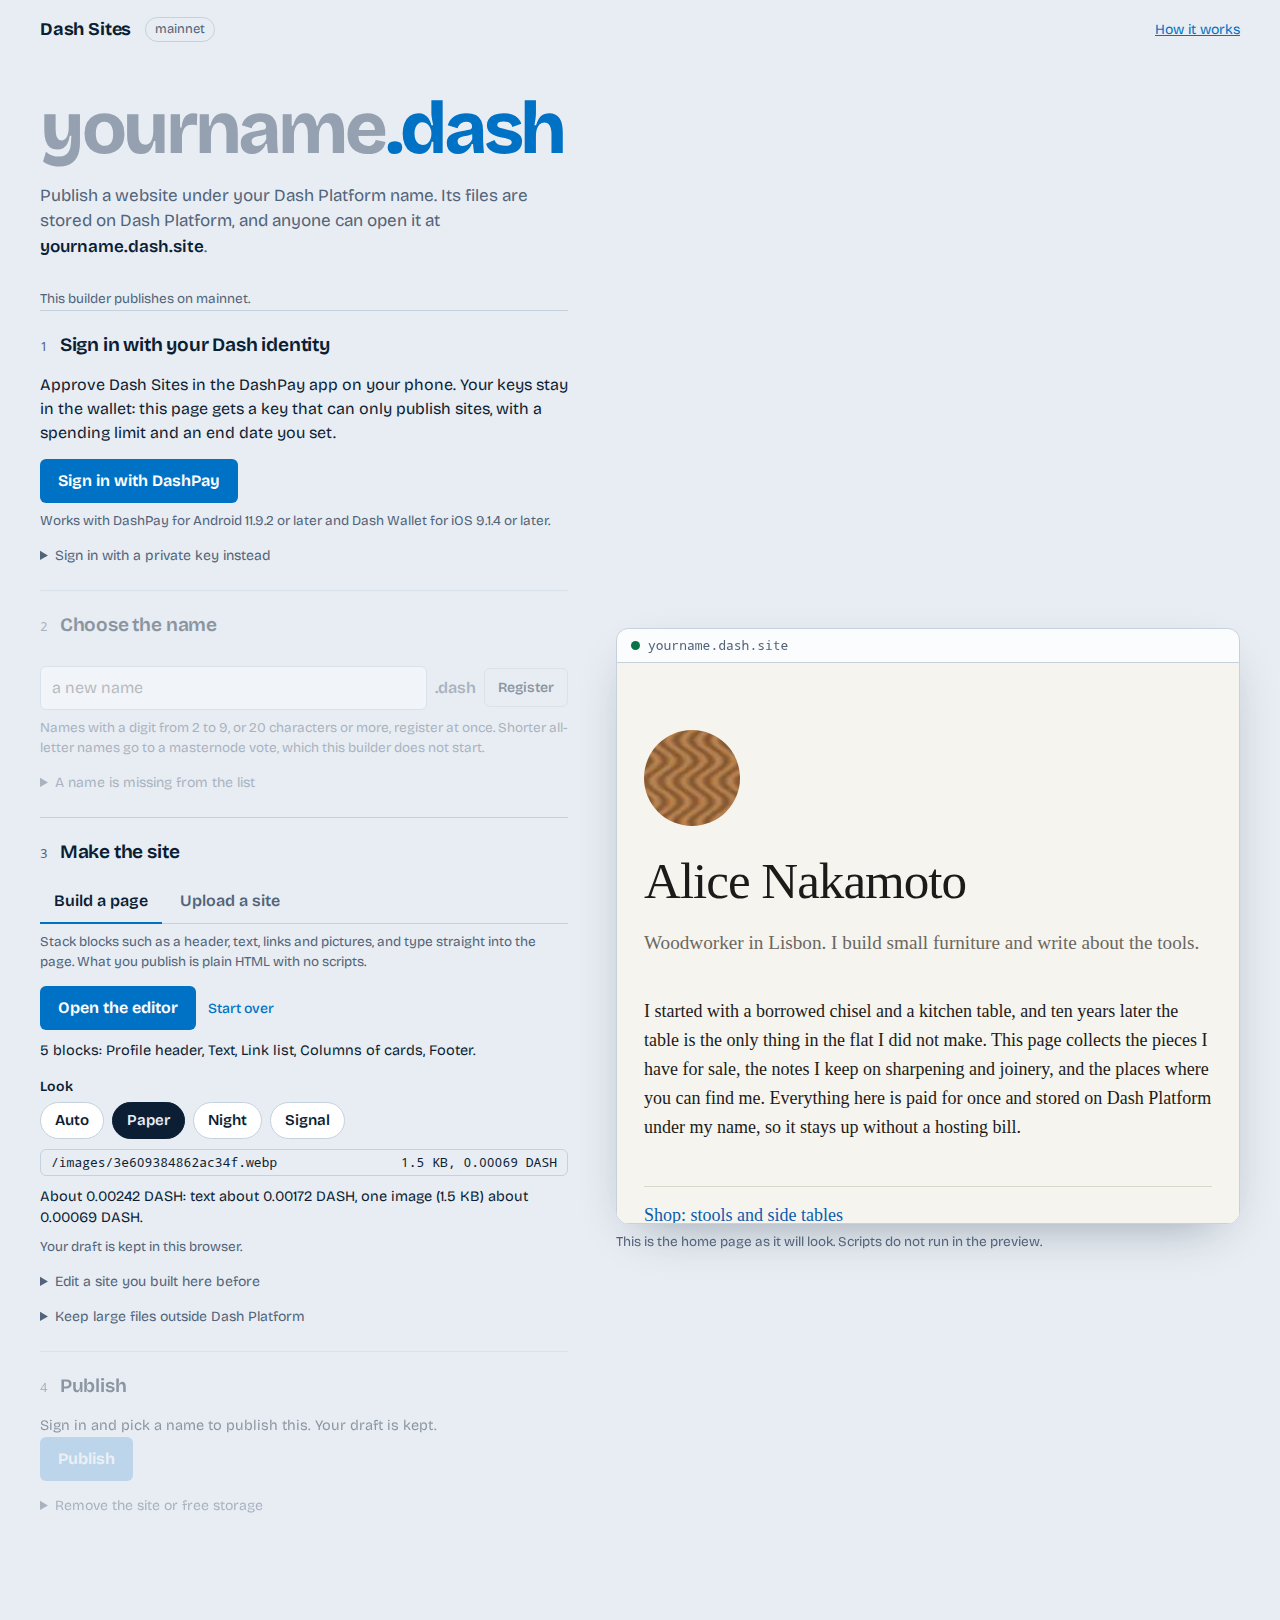 Dash Sites
mainnet
How it works
yourname.dash
Publish a website under your Dash Platform name. Its files are
stored on Dash Platform, and anyone can open it at
yourname.dash.site.
This builder publishes on mainnet.
1 Sign in with your Dash identity
Approve Dash Sites in the DashPay app on your phone. Your keys stay
in the wallet: this page gets a key that can only publish sites, with a
spending limit and an end date you set.
Sign in with DashPay
Works with DashPay for Android 11.9.2 or later and Dash Wallet for iOS 9.1.4 or later.
Sign in with a private key instead
2 Choose the name
a new name
.dash
Register
Names with a digit from 2 to 9, or 20 characters or more, register at once. Shorter all-
letter names go to a masternode vote, which this builder does not start.
A name is missing from the list
3 Make the site
Build a page
Upload a site
Stack blocks such as a header, text, links and pictures, and type straight into the
page. What you publish is plain HTML with no scripts.
Open the editor
Start over
5 blocks: Profile header, Text, Link list, Columns of cards, Footer.
Look
Auto
Paper
Night
Signal
/images/3e609384862ac34f.webp
1.5 KB, 0.00069 DASH
About 0.00242 DASH: text about 0.00172 DASH, one image (1.5 KB) about
0.00069 DASH.
Your draft is kept in this browser.
Edit a site you built here before
Keep large files outside Dash Platform
4 Publish
Sign in and pick a name to publish this. Your draft is kept.
Publish
Remove the site or free storage
yourname.dash.site
Alice Nakamoto
Woodworker in Lisbon. I build small furniture and write about the tools.
I started with a borrowed chisel and a kitchen table, and ten years later the
table is the only thing in the flat I did not make. This page collects the pieces I
have for sale, the notes I keep on sharpening and joinery, and the places where
you can find me. Everything here is paid for once and stored on Dash Platform
under my name, so it stays up without a hosting bill.
Shop: stools and side tables
This is the home page as it will look. Scripts do not run in the preview.